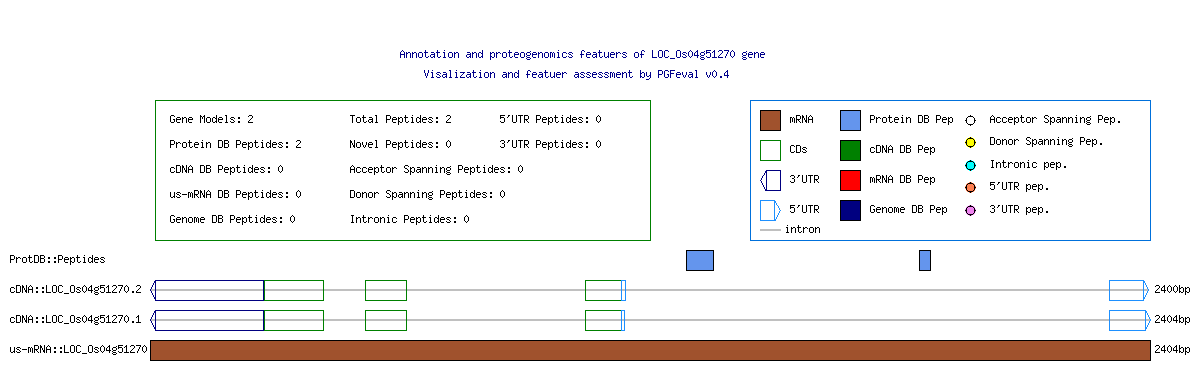 Annotation and proteogenomics featuers of LOC_Os04g51270 gene
Visalization and featuer assessment by PGFeval v0.4
Gene Models: 2
Total Peptides: 2
5'UTR Peptides: 0
Protein DB Peptides: 2
Novel Peptides: 0
3'UTR Peptides: 0
cDNA DB Peptides: 0
Acceptor Spanning Peptides: 0
us-mRNA DB Peptides: 0
Donor Spanning Peptides: 0
Genome DB Peptides: 0
Intronic Peptides: 0
mRNA
Protein DB Pep
Acceptor Spanning Pep.
CDs
cDNA DB Pep
Donor Spanning Pep.
3'UTR
mRNA DB Pep
Intronic pep.
5'UTR
Genome DB Pep
5'UTR pep.
3'UTR pep.
intron
ProtDB::Peptides
cDNA::LOC_Os04g51270.2
2400bp
cDNA::LOC_Os04g51270.1
2404bp
us-mRNA::LOC_Os04g51270
2404bp